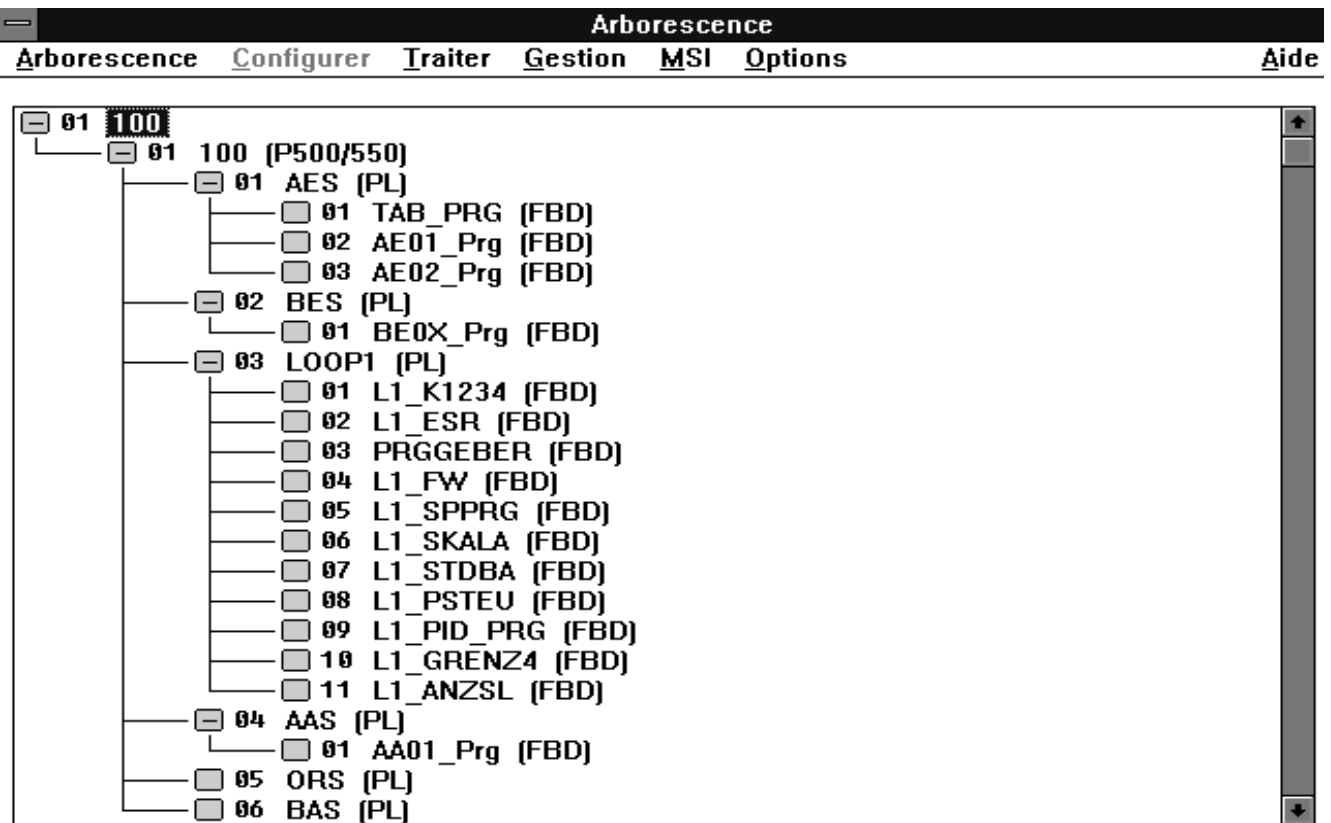 Arborescence
Arborescence Configurer Traiter Gestion MSI Options Aide
01 100
01 100 (P500/550)
01 AES (PL)
01 TAB_PRG (FBD)
02 AE01_Prg (FBD)
03 AE02_Prg (FBD)
02 BES (PL)
01 BE0X_Prg (FBD)
03 LOOP1 (PL)
01 L1_K1234 (FBD)
02 L1_ESR (FBD)
03 PRGGEBER (FBD)
04 L1_FW (FBD)
05 L1_SPPRG (FBD)
06 L1_SKALA (FBD)
07 L1_STDBA (FBD)
08 L1_PSTEU (FBD)
09 L1_PID_PRG (FBD)
10 L1_GRENZ4 (FBD)
11 L1_ANZSL (FBD)
04 AAS (PL)
01 AA01_Prg (FBD)
05 ORS (PL)
06 BAS (PL)